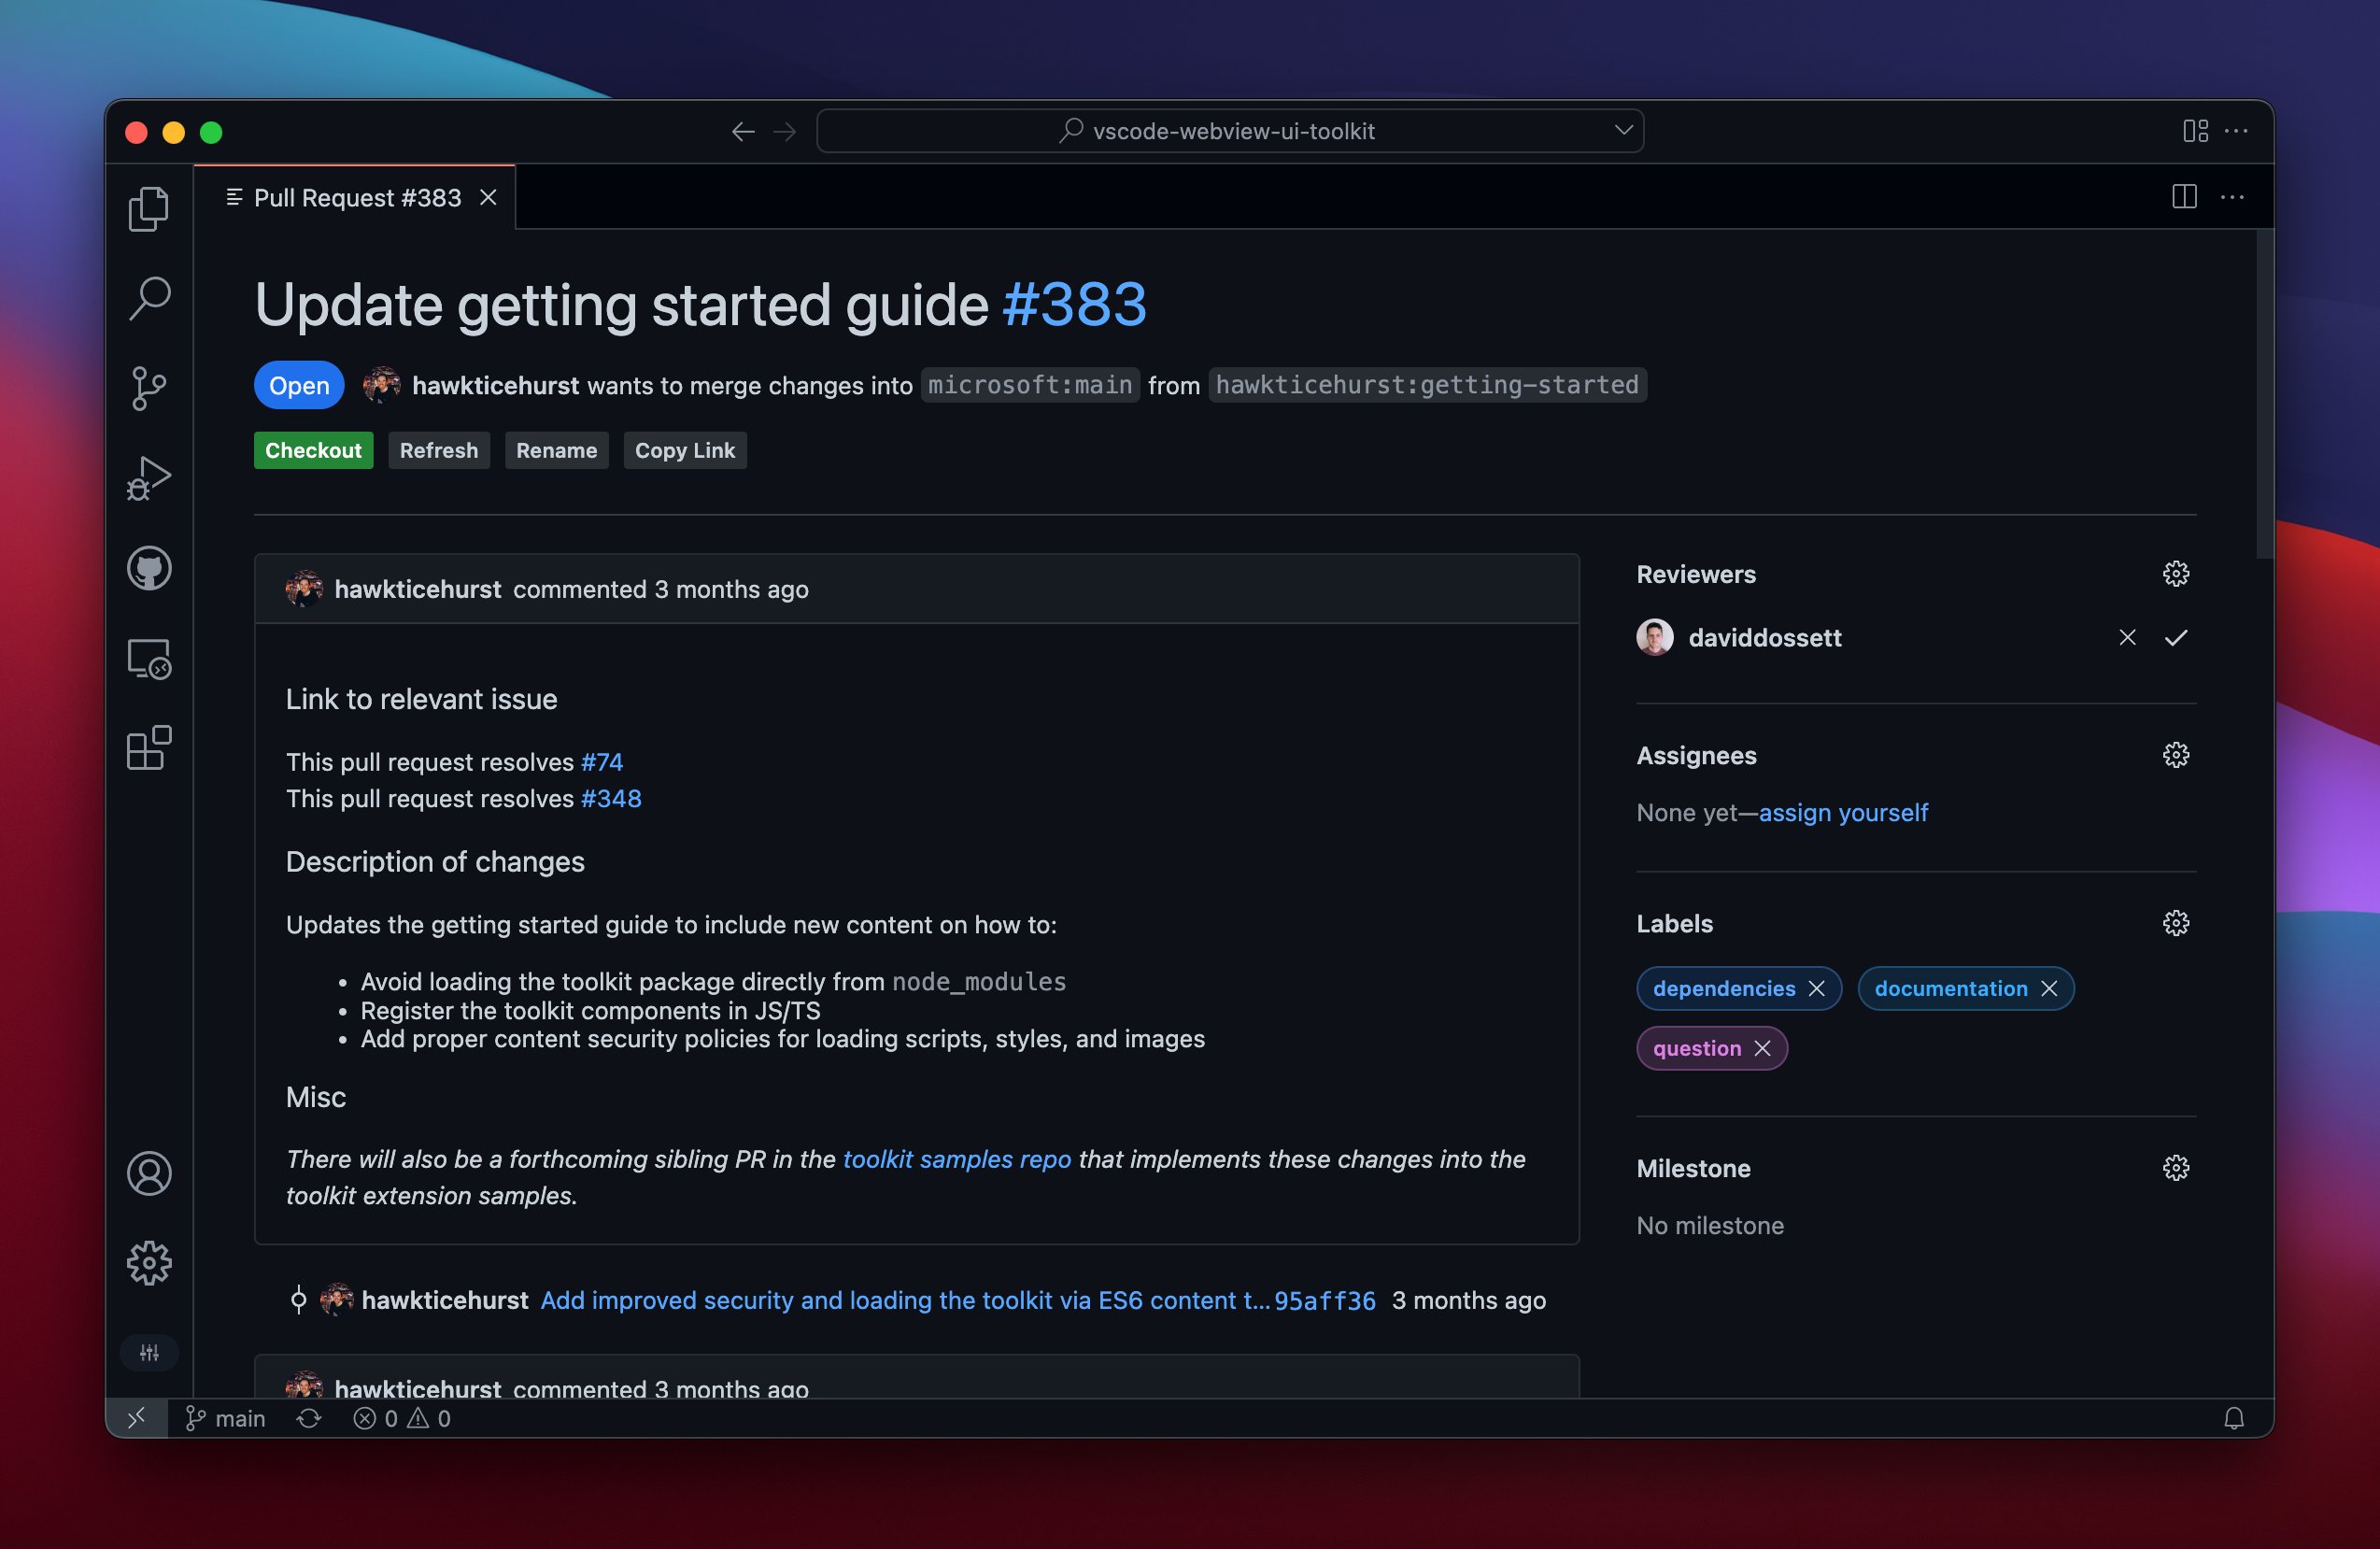 vscode-webview-ui-toolkit
Pull Request #383
Update getting started guide #383
Open hawkticehurst wants to merge changes into microsoft:main from hawkticehurst:getting-started
Checkout Refresh Rename Copy Link
hawkticehurst commented 3 months ago
Link to relevant issue
This pull request resolves #74
This pull request resolves #348
Description of changes
Updates the getting started guide to include new content on how to:
• Avoid loading the toolkit package directly from node_modules
• Register the toolkit components in JS/TS
• Add proper content security policies for loading scripts, styles, and images
Misc
There will also be a forthcoming sibling PR in the toolkit samples repo that implements these changes into the
toolkit extension samples.
hawkticehurst Add improved security and loading the toolkit via ES6 content t... 95aff36 3 months ago
hawkticehurst commented 3 months ago
Reviewers
daviddossett
Assignees
None yet—assign yourself
Labels
dependencies documentation
question
Milestone
No milestone
main 0 0